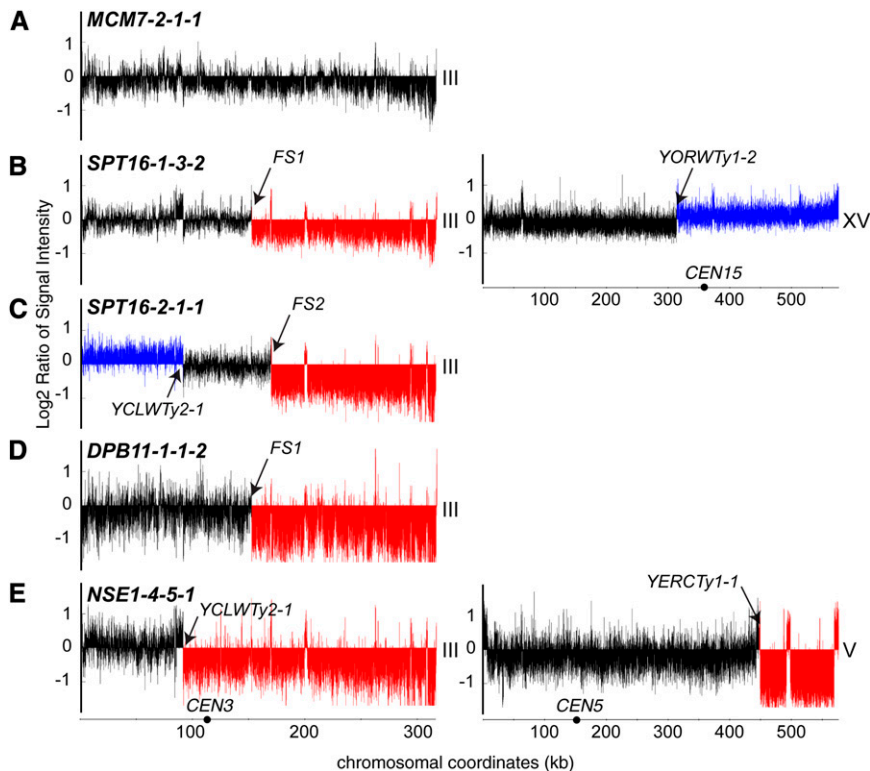 Log2 Ratio of Signal Intensity
A
MCM7-2-1-1
1
0
-1
III
B
SPT16-1-3-2
FS1
1
0
-1
III
YORWTy1-2
1
0
-1
XV
CEN15
100 200 300 400 500
C
SPT16-2-1-1
FS2
1
0
-1
YCLWTy2-1
III
D
DPB11-1-1-2
FS1
1
0
-1
III
E
NSE1-4-5-1
YCLWTy2-1
1
0
-1
III
CEN3
100 200 300
YERCTy1-1
1
0
-1
V
CEN5
100 200 300 400 500
chromosomal coordinates (kb)